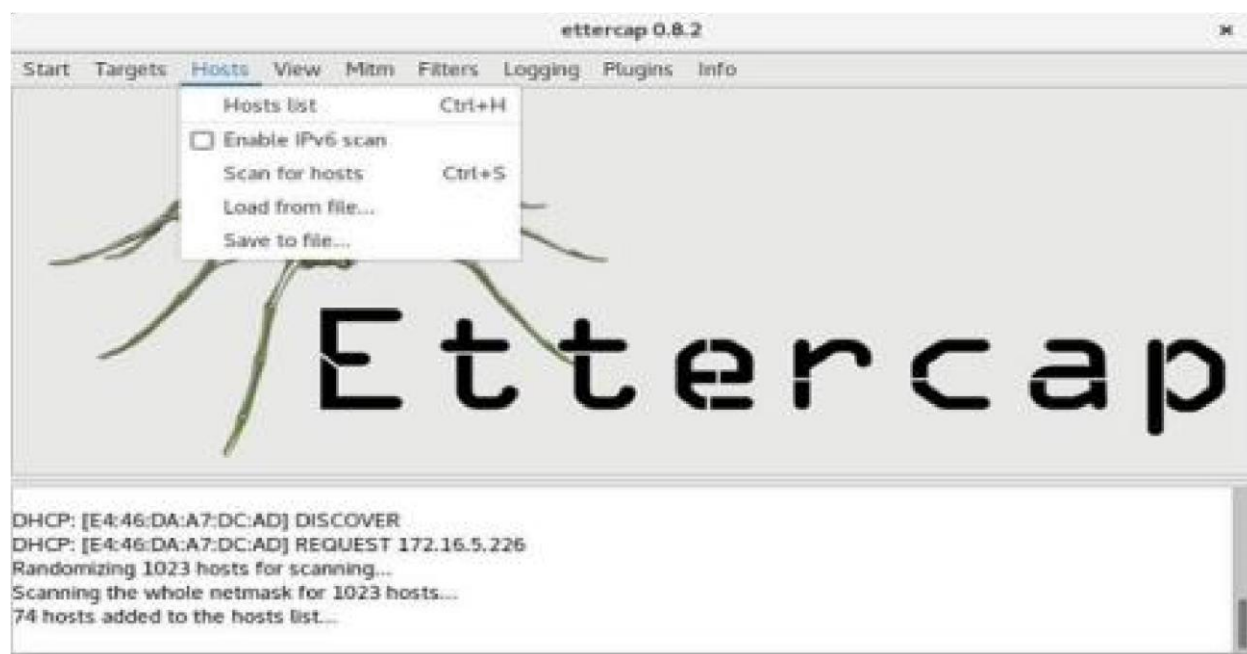 ettercap 0.8.2
Start Targets Hosts View Mitm Filters Logging Plugins Info
Hosts list Ctrl+H
Enable IPv6 scan
Scan for hosts Ctrl+S
Load from file...
Save to file...
Ettercap
DHCP: [E4:46:DA:A7:DC:AD] DISCOVER
DHCP: [E4:46:DA:A7:DC:AD] REQUEST 172.16.5.226
Randomizing 1023 hosts for scanning...
Scanning the whole netmask for 1023 hosts...
74 hosts added to the hosts list...